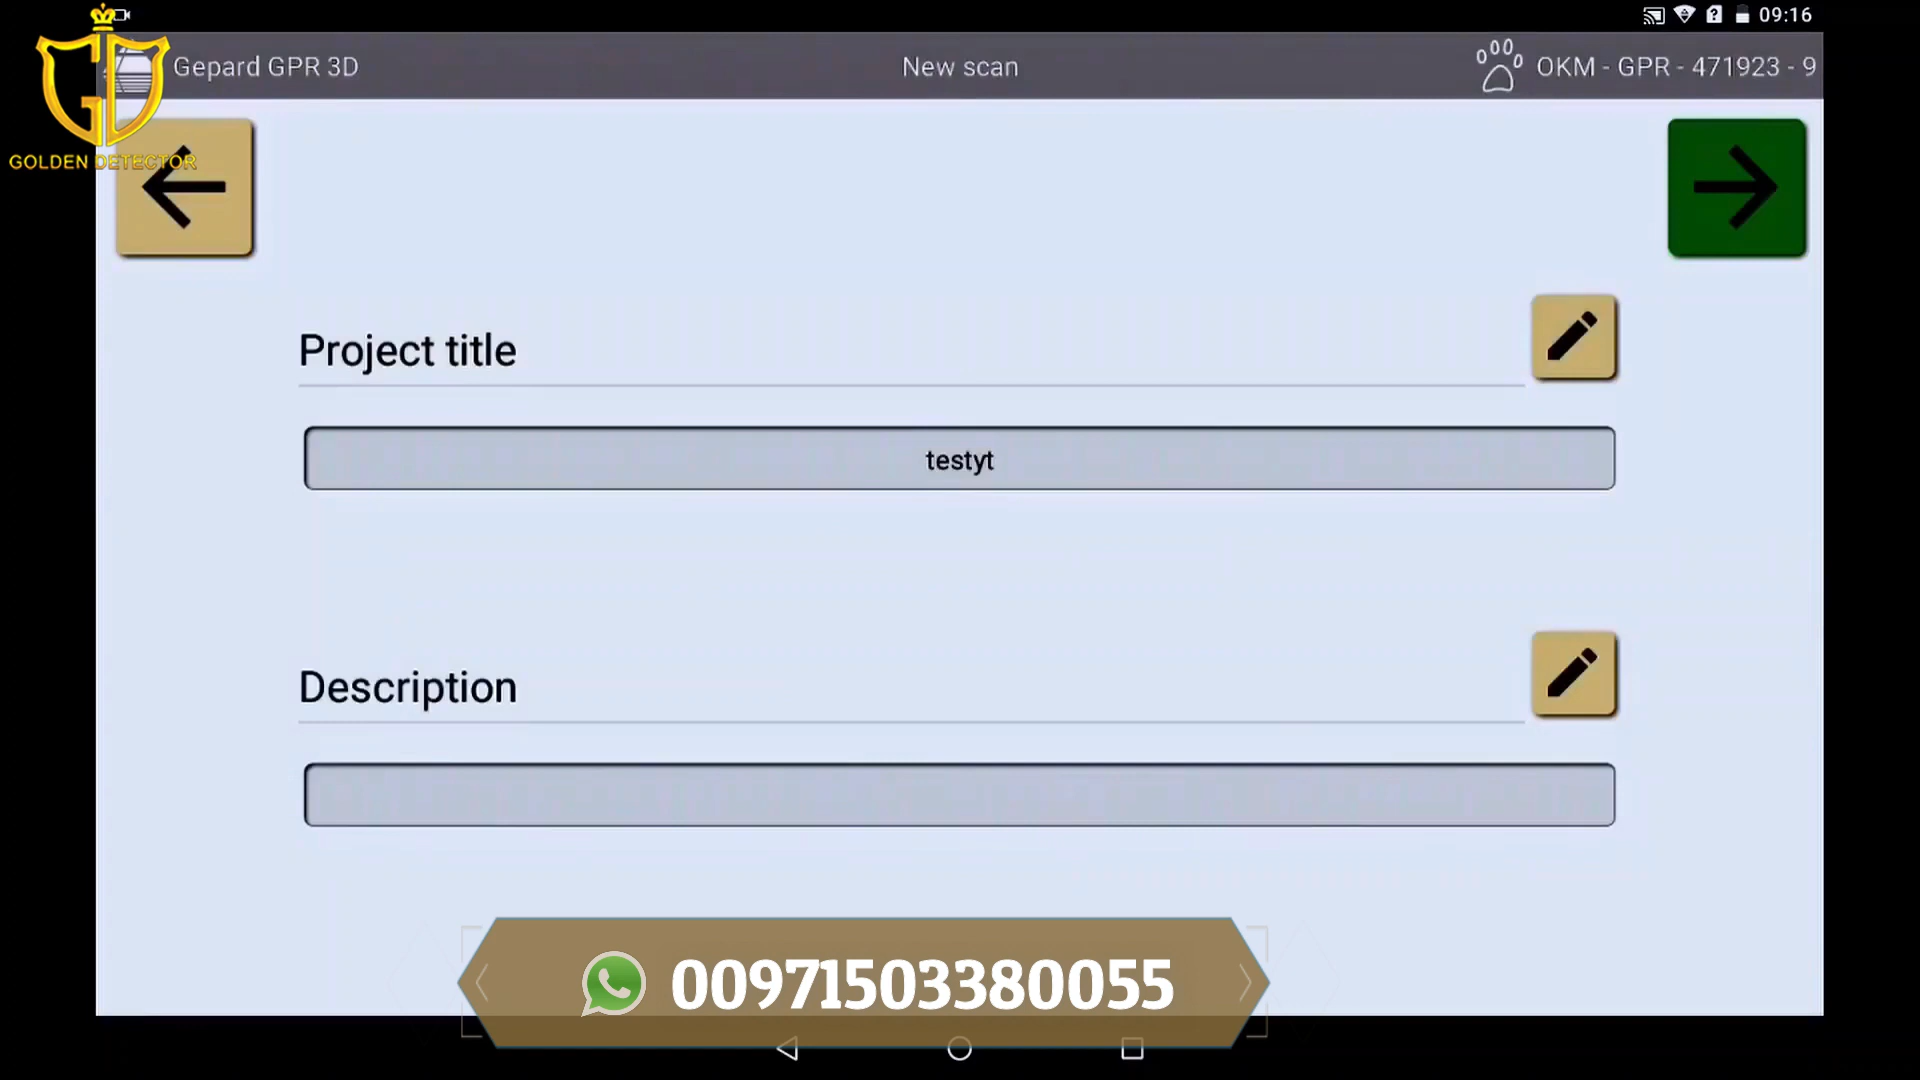 09:16
Gepard GPR 3D
New scan
OKM - GPR - 471923 - 9
GOLDEN DETECTOR
Project title
testyt
Description
00971503380055